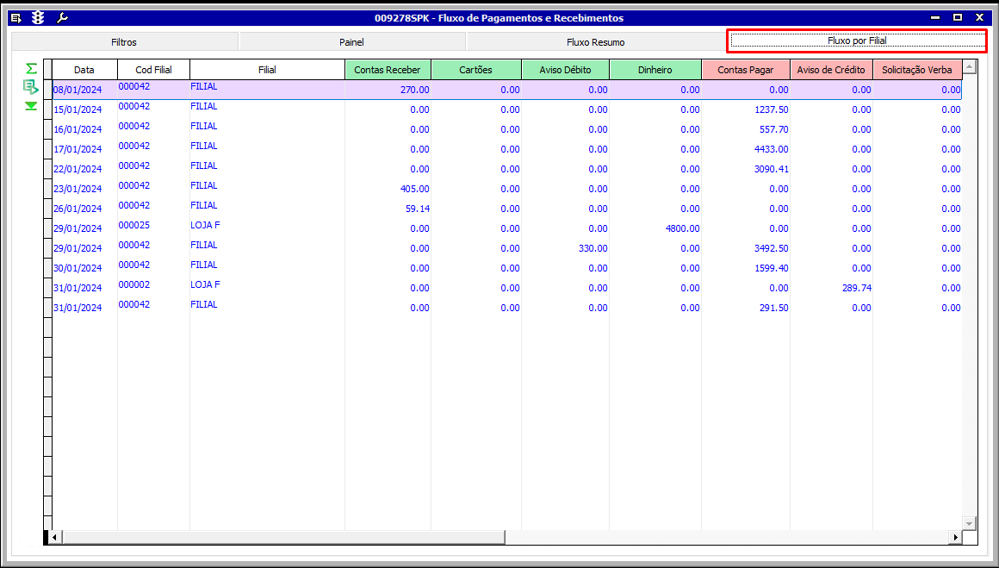 009278SPK - Fluxo de Pagamentos e Recebimentos
Filtros Painel Fluxo Resumo Fluxo por Filial
Data Cod Filial Filial Contas Receber Cartões Aviso Débito Dinheiro Contas Pagar Aviso de Crédito Solicitação Verba
08/01/2024 000042 FILIAL 270.00 0.00 0.00 0.00 0.00 0.00 0.00
15/01/2024 000042 FILIAL 0.00 0.00 0.00 0.00 1237.50 0.00 0.00
16/01/2024 000042 FILIAL 0.00 0.00 0.00 0.00 557.70 0.00 0.00
17/01/2024 000042 FILIAL 0.00 0.00 0.00 0.00 4433.00 0.00 0.00
22/01/2024 000042 FILIAL 0.00 0.00 0.00 0.00 3090.41 0.00 0.00
23/01/2024 000042 FILIAL 405.00 0.00 0.00 0.00 0.00 0.00 0.00
26/01/2024 000042 FILIAL 59.14 0.00 0.00 0.00 0.00 0.00 0.00
29/01/2024 000025 LOJA F 0.00 0.00 0.00 4800.00 0.00 0.00 0.00
29/01/2024 000042 FILIAL 0.00 0.00 330.00 0.00 3492.50 0.00 0.00
30/01/2024 000042 FILIAL 0.00 0.00 0.00 0.00 1599.40 0.00 0.00
31/01/2024 000002 LOJA F 0.00 0.00 0.00 0.00 0.00 289.74 0.00
31/01/2024 000042 FILIAL 0.00 0.00 0.00 0.00 291.50 0.00 0.00